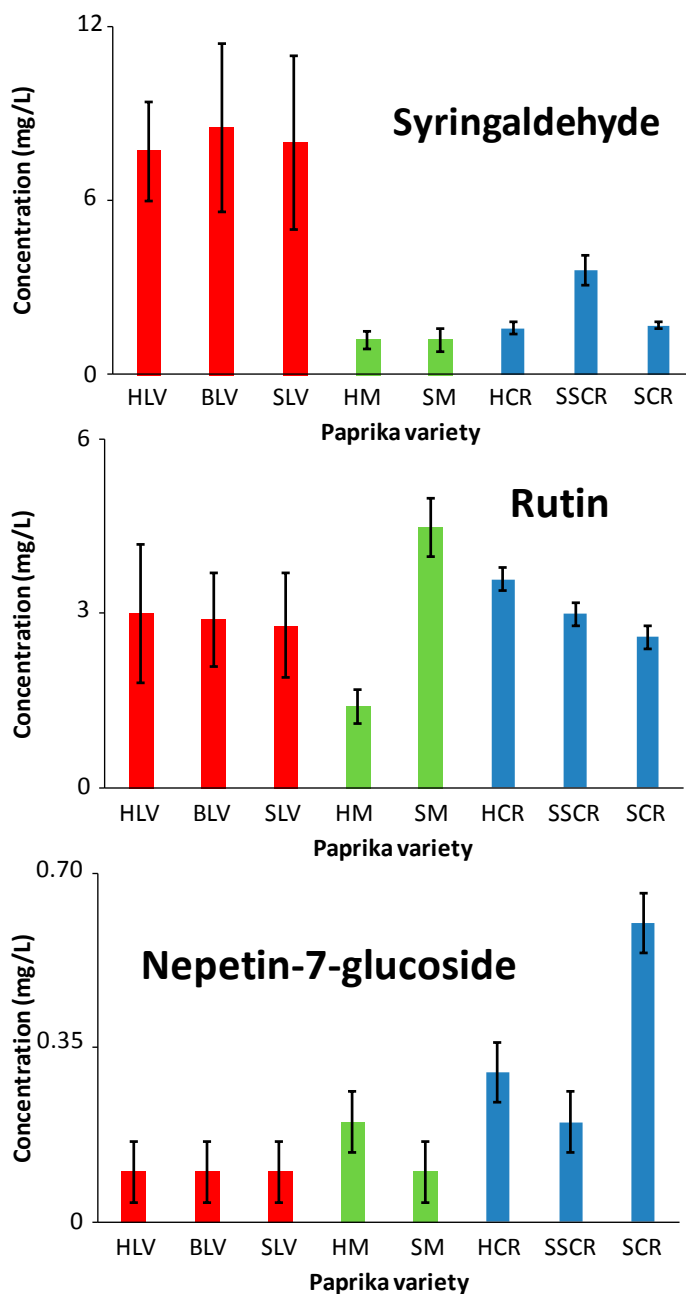 12
Concentration (mg/L)
Syringaldehyde
6
0
HLV BLV SLV HM SM HCR SSCR SCR
Paprika variety
6
Concentration (mg/L)
Rutin
3
0
HLV BLV SLV HM SM HCR SSCR SCR
Paprika variety
0.70
Concentration (mg/L)
Nepetin-7-glucoside
0.35
0
HLV BLV SLV HM SM HCR SSCR SCR
Paprika variety